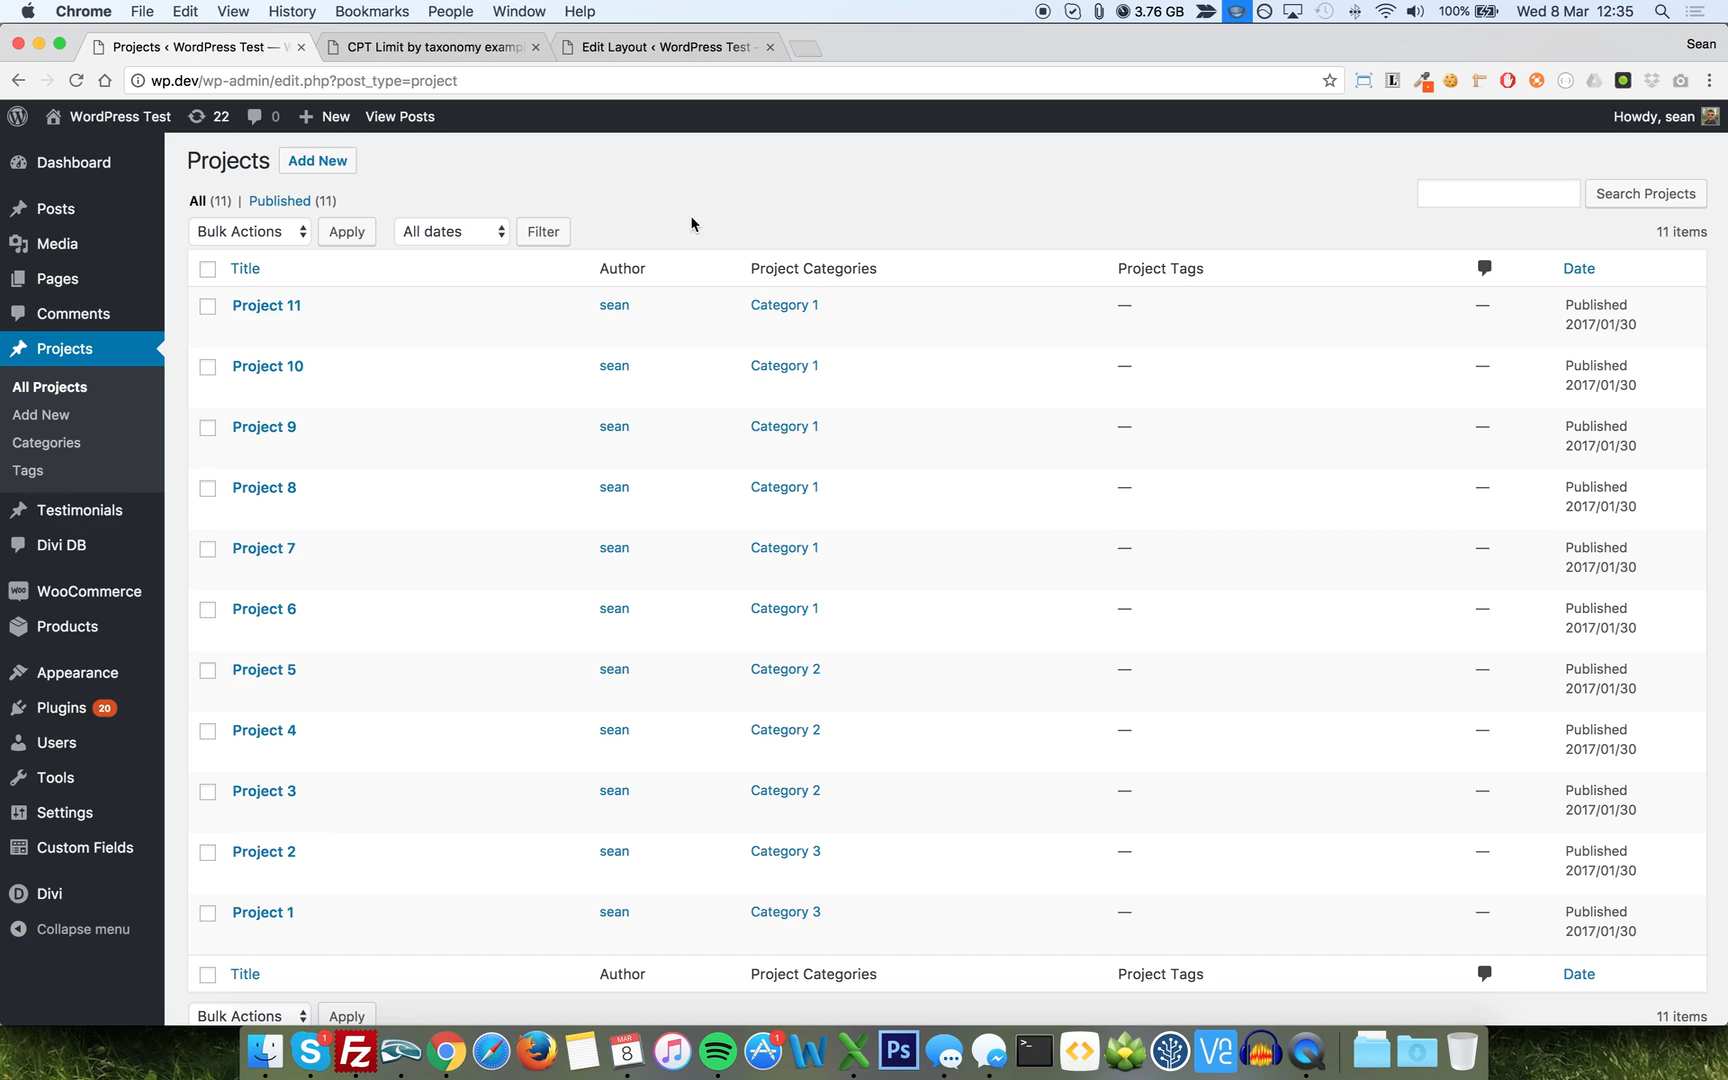 Chrome File Edit View History Bookmarks People Window Help 3.76 GB 100% Wed 8 Mar 12:35
Projects ‹ WordPress Test — W CPT Limit by taxonomy exampl Edit Layout ‹ WordPress Test - Sean
wp.dev/wp-admin/edit.php?post_type=project
WordPress Test 22 0 New View Posts Howdy, sean
Dashboard
Posts
Media
Pages
Comments
Projects
All Projects
Add New
Categories
Tags
Testimonials
Divi DB
WooCommerce
Products
Appearance
Plugins 20
Users
Tools
Settings
Custom Fields
Divi
Collapse menu
Projects Add New
All (11) | Published (11)
Search Projects
Bulk Actions Apply All dates Filter 11 items
Title Author Project Categories Project Tags Date
Project 11 sean Category 1 — — Published
2017/01/30
Project 10 sean Category 1 — — Published
2017/01/30
Project 9 sean Category 1 — — Published
2017/01/30
Project 8 sean Category 1 — — Published
2017/01/30
Project 7 sean Category 1 — — Published
2017/01/30
Project 6 sean Category 1 — — Published
2017/01/30
Project 5 sean Category 2 — — Published
2017/01/30
Project 4 sean Category 2 — — Published
2017/01/30
Project 3 sean Category 2 — — Published
2017/01/30
Project 2 sean Category 3 — — Published
2017/01/30
Project 1 sean Category 3 — — Published
2017/01/30
Title Author Project Categories Project Tags Date
Bulk Actions Apply 11 items
1 MAR 8 1 Ps